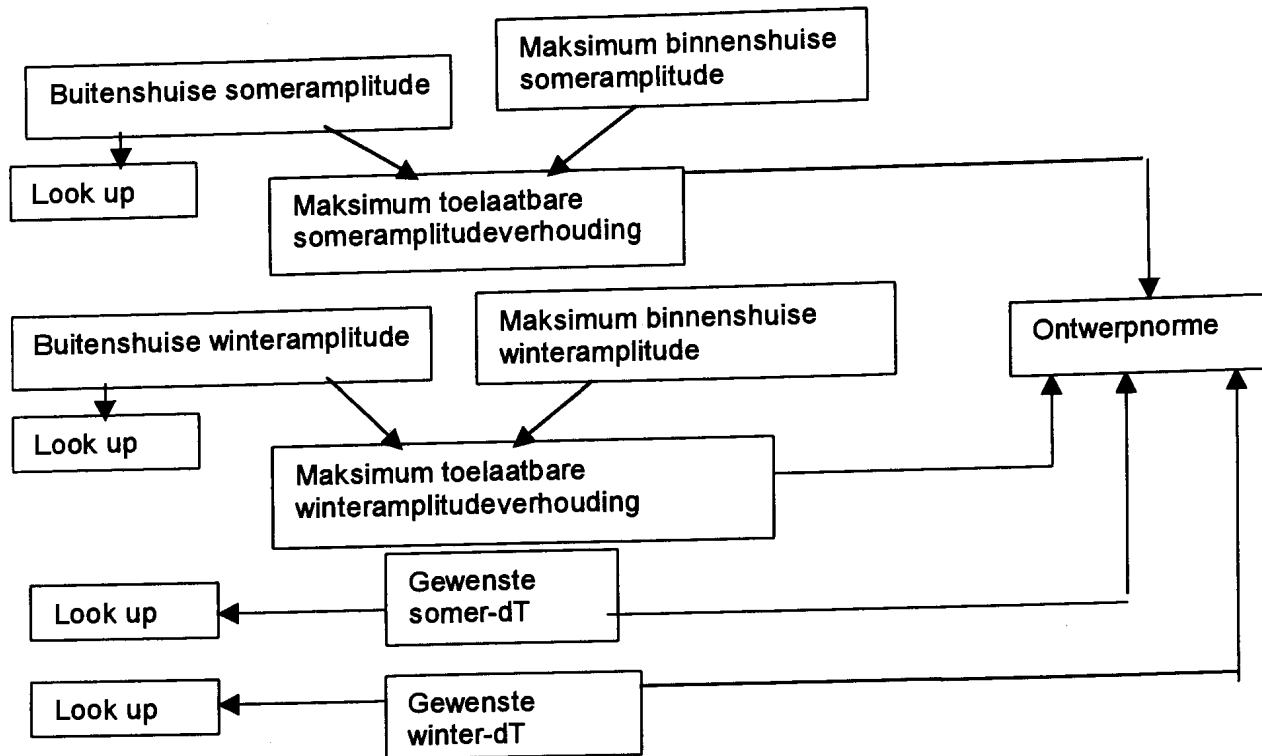 Maksimum binnenshuise
someramplitude
Buitenshuise someramplitude
Look up
Maksimum toelaatbare
someramplitudeverhouding
Buitenshuise winteramplitude
Maksimum binnenshuise
winteramplitude
Ontwerpnorme
Look up
Maksimum toelaatbare
winteramplitudeverhouding
Gewenste
somer-dT
Look up
Gewenste
winter-dT
Look up